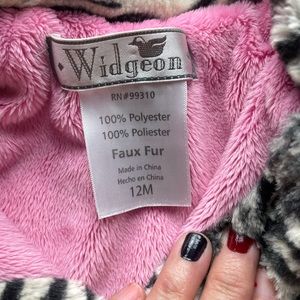 Widgeon
RN#99310
100% Polyester
100% Poliester
Faux Fur
Made in China
Hecho en China
12M